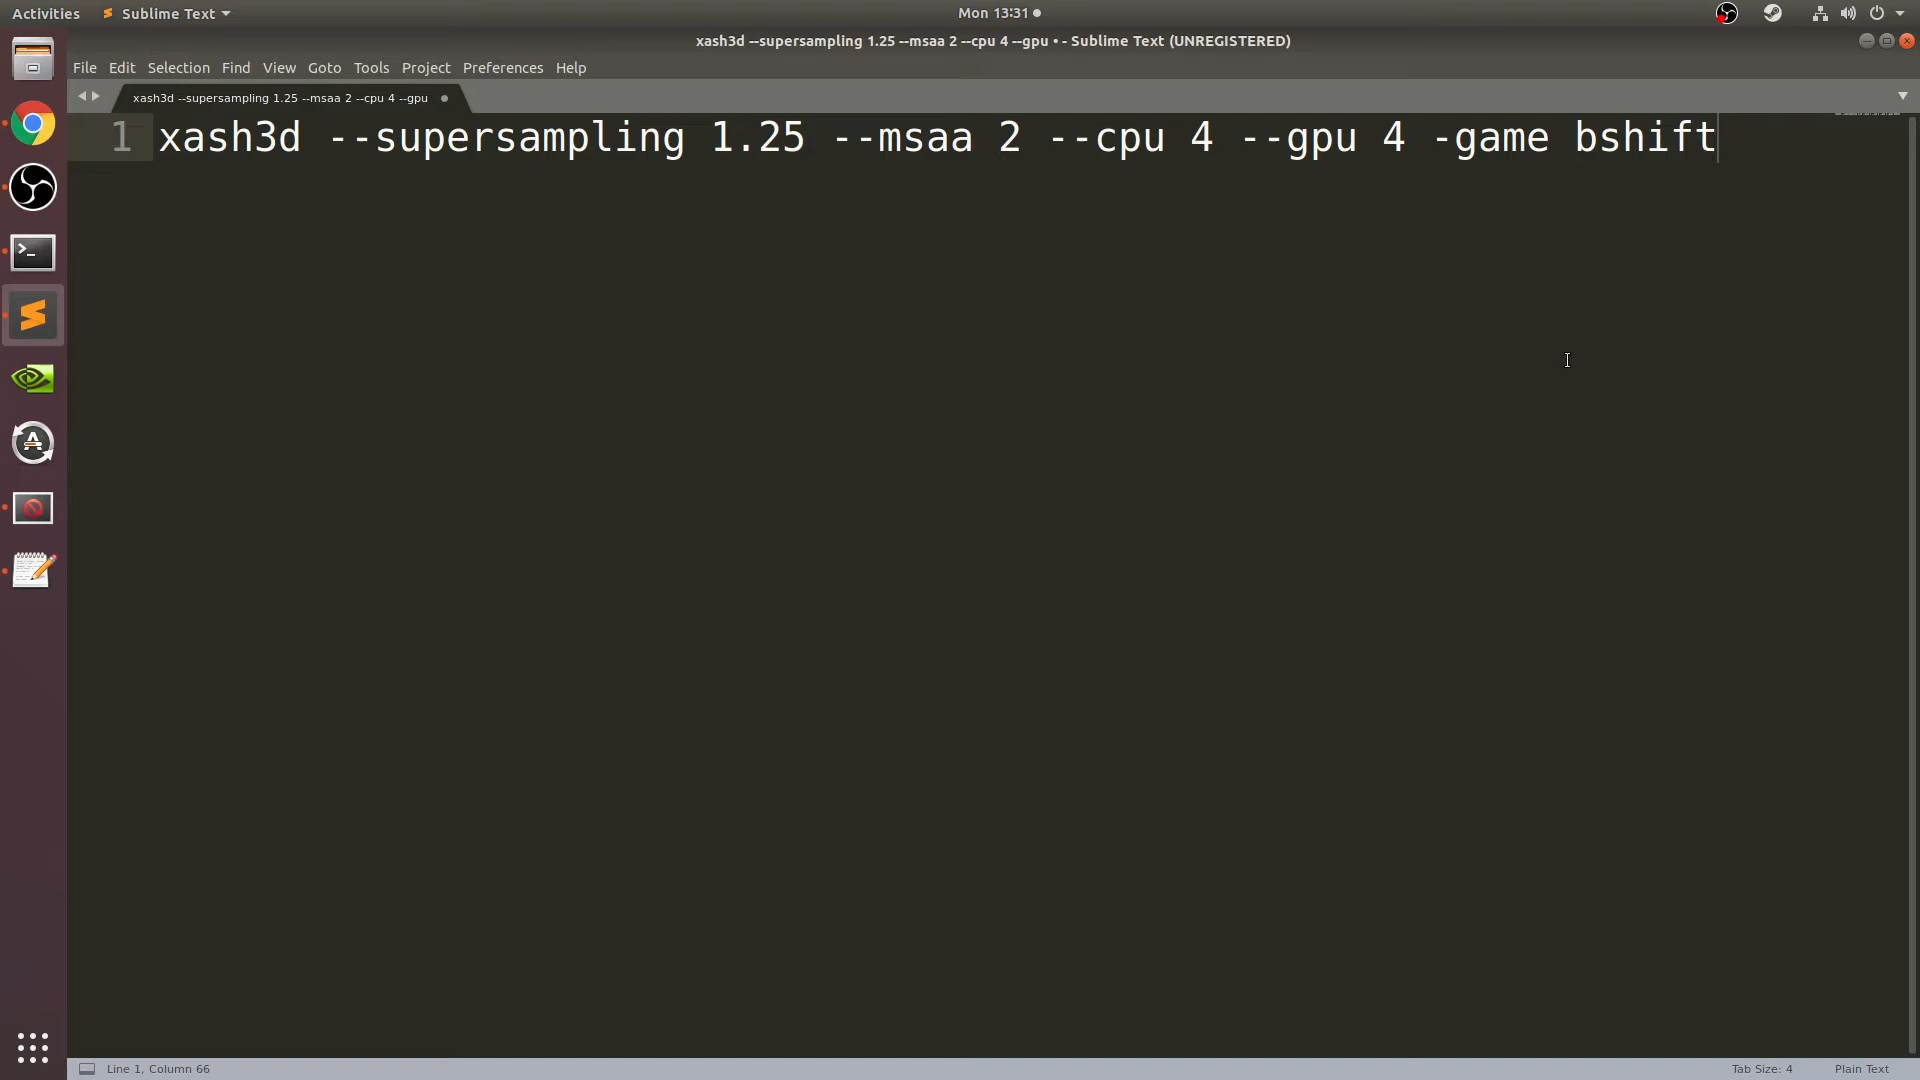 Activities Sublime Text Mon 13:31
xash3d --supersampling 1.25 --msaa 2 --cpu 4 --gpu • - Sublime Text (UNREGISTERED)
File Edit Selection Find View Goto Tools Project Preferences Help
xash3d --supersampling 1.25 --msaa 2 --cpu 4 --gpu
1 xash3d --supersampling 1.25 --msaa 2 --cpu 4 --gpu 4 -game bshift
Line 1, Column 66 Tab Size: 4 Plain Text